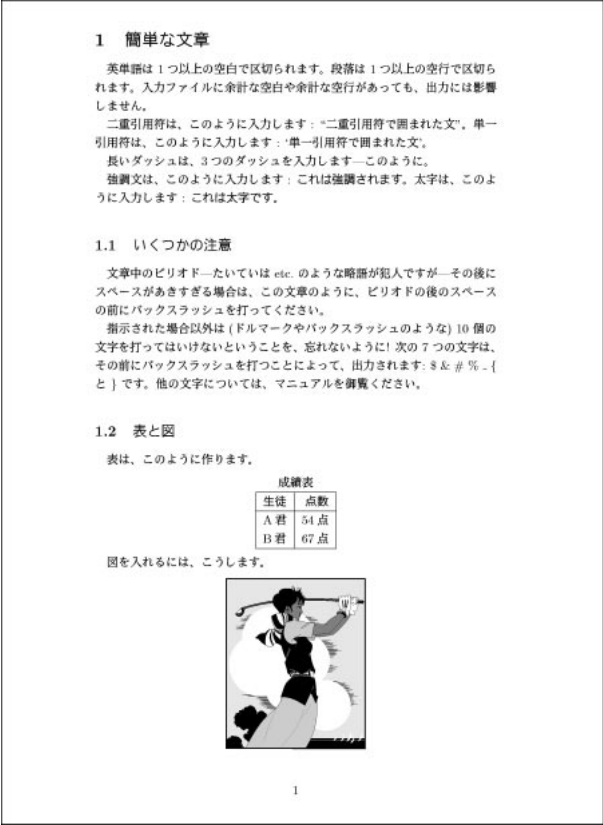 1 簡単な文章
英単語は 1 つ以上の空白で区切られます。段落は 1 つ以上の空行で区切ら
れます。入力ファイルに余計な空白や余計な空行があっても、出力には影響
しません。
二重引用符は、このように入力します : “二重引用符で囲まれた文”。単一
引用符は、このように入力します : ‘単一引用符で囲まれた文’。
長いダッシュは、3 つのダッシュを入力します—このように。
強調文は、このように入力します : これは強調されます。太字は、このよ
うに入力します : これは太字です。
1.1 いくつかの注意
文章中のピリオド—たいていは etc. のような略語が犯人ですが—その後に
スペースがあきすぎる場合は、この文章のように、ピリオドの後のスペース
の前にバックスラッシュを打ってください。
指示された場合以外は (ドルマークやバックスラッシュのような) 10 個の
文字を打ってはいけないということを、忘れないように! 次の 7 つの文字は、
その前にバックスラッシュを打つことによって、出力されます: $ & # % _ {
と } です。他の文字については、マニュアルを御覧ください。
1.2 表と図
表は、このように作ります。
成績表
生徒 点数
A 君 54 点
B 君 67 点
図を入れるには、こうします。
1